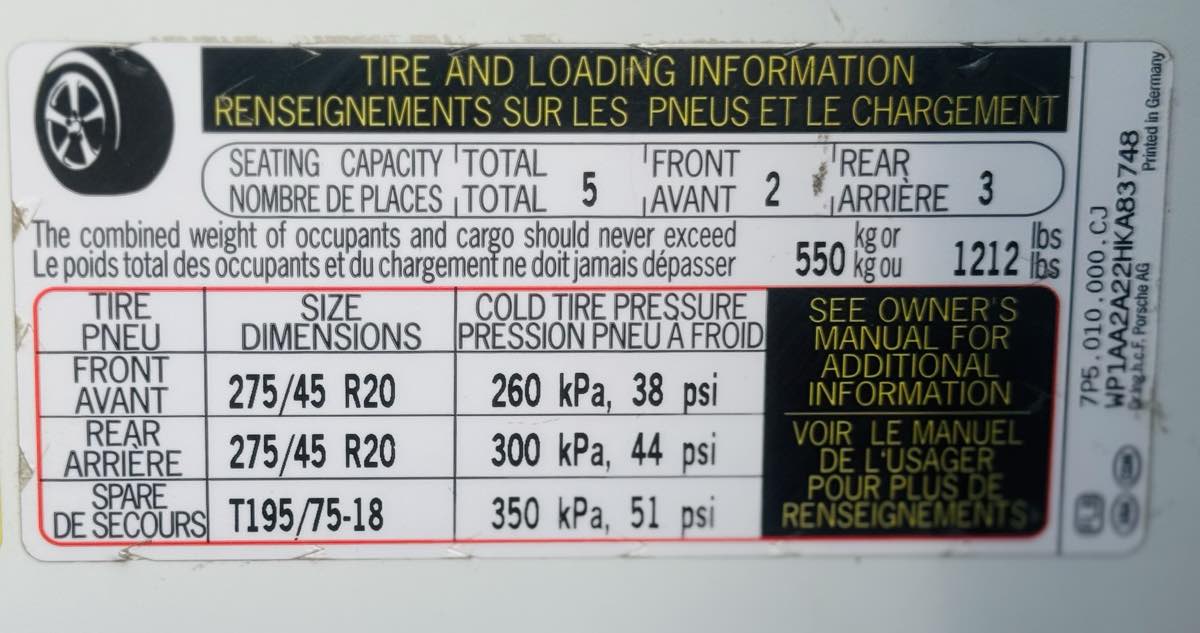 TIRE AND LOADING INFORMATION
RENSEIGNEMENTS SUR LES PNEUS ET LE CHARGEMENT
SEATING CAPACITY TOTAL FRONT REAR
NOMBRE DE PLACES TOTAL 5 AVANT 2 ARRIÈRE 3
The combined weight of occupants and cargo should never exceed kg or lbs
Le poids total des occupants et du chargement ne doit jamais dépasser 550 kg ou 1212 lbs
TIRE SIZE COLD TIRE PRESSURE
PNEU DIMENSIONS PRESSION PNEU A FROID
FRONT
AVANT 275/45 R20 260 kPa, 38 psi
REAR
ARRIÈRE 275/45 R20 300 kPa, 44 psi
SPARE
DE SECOURS T195/75-18 350 kPa, 51 psi
SEE OWNER'S
MANUAL FOR
ADDITIONAL
INFORMATION
VOIR LE MANUEL
DE L'USAGER
POUR PLUS DE
RENSEIGNEMENTS
7P5.010.000.CJ
WP1AA2A22HKA83748
Dr.Ing.h.c.F. Porsche AG Printed in Germany